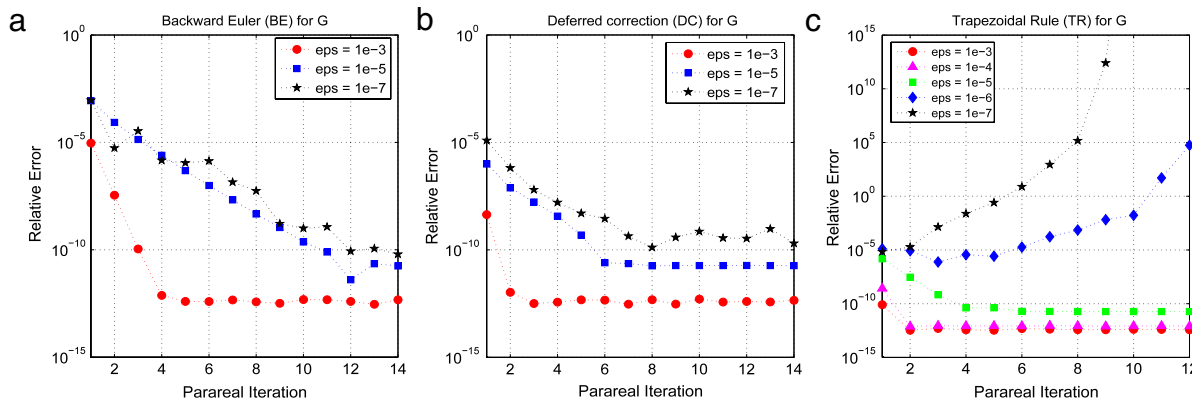 a
Backward Euler (BE) for G
10^0
10^-5
10^-10
10^-15
Relative Error
eps = 1e−3
eps = 1e−5
eps = 1e−7
2 4 6 8 10 12 14
Parareal Iteration
b
Deferred correction (DC) for G
10^0
10^-5
10^-10
10^-15
Relative Error
eps = 1e−3
eps = 1e−5
eps = 1e−7
2 4 6 8 10 12 14
Parareal Iteration
c
Trapezoidal Rule (TR) for G
10^15
10^10
10^5
10^0
10^-5
10^-10
10^-15
Relative Error
eps = 1e−3
eps = 1e−4
eps = 1e−5
eps = 1e−6
eps = 1e−7
2 4 6 8 10 12
Parareal Iteration